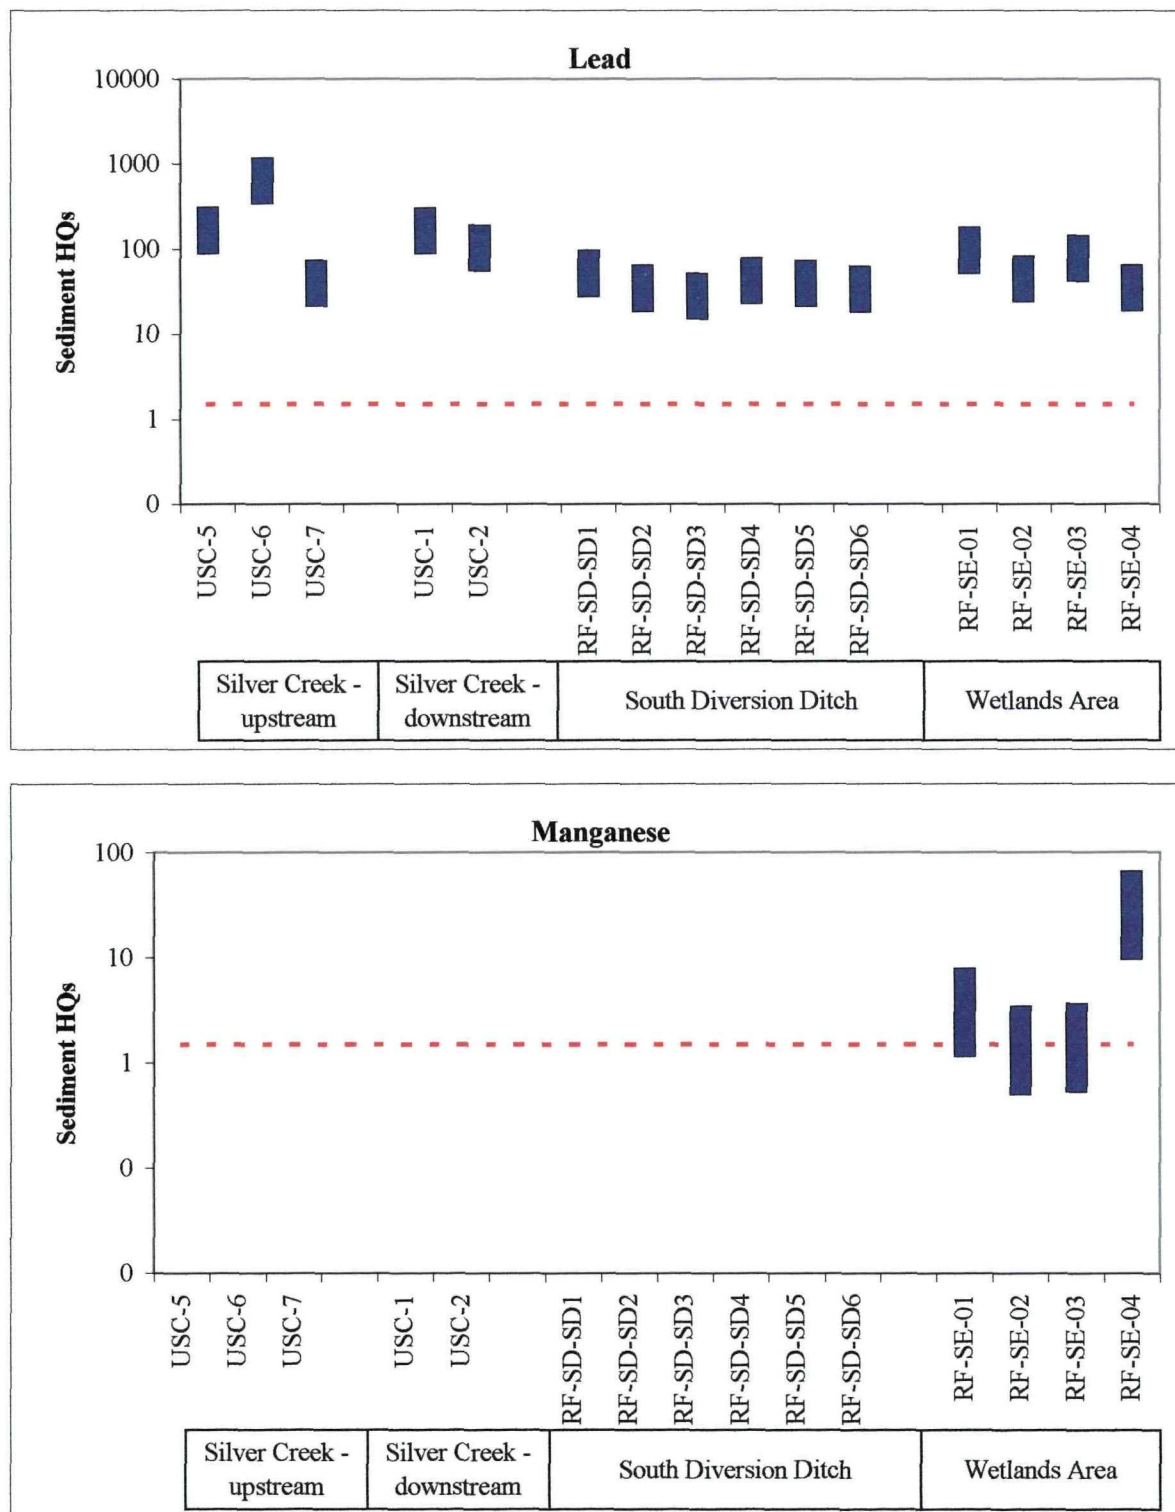 Lead
10000
1000
100
10
1
0
Sediment HQs
USC-5
USC-6
USC-7
USC-1
USC-2
RF-SD-SD1
RF-SD-SD2
RF-SD-SD3
RF-SD-SD4
RF-SD-SD5
RF-SD-SD6
RF-SE-01
RF-SE-02
RF-SE-03
RF-SE-04
Silver Creek -
upstream
Silver Creek -
downstream
South Diversion Ditch
Wetlands Area
Manganese
100
10
1
0
0
Sediment HQs
USC-5
USC-6
USC-7
USC-1
USC-2
RF-SD-SD1
RF-SD-SD2
RF-SD-SD3
RF-SD-SD4
RF-SD-SD5
RF-SD-SD6
RF-SE-01
RF-SE-02
RF-SE-03
RF-SE-04
Silver Creek -
upstream
Silver Creek -
downstream
South Diversion Ditch
Wetlands Area